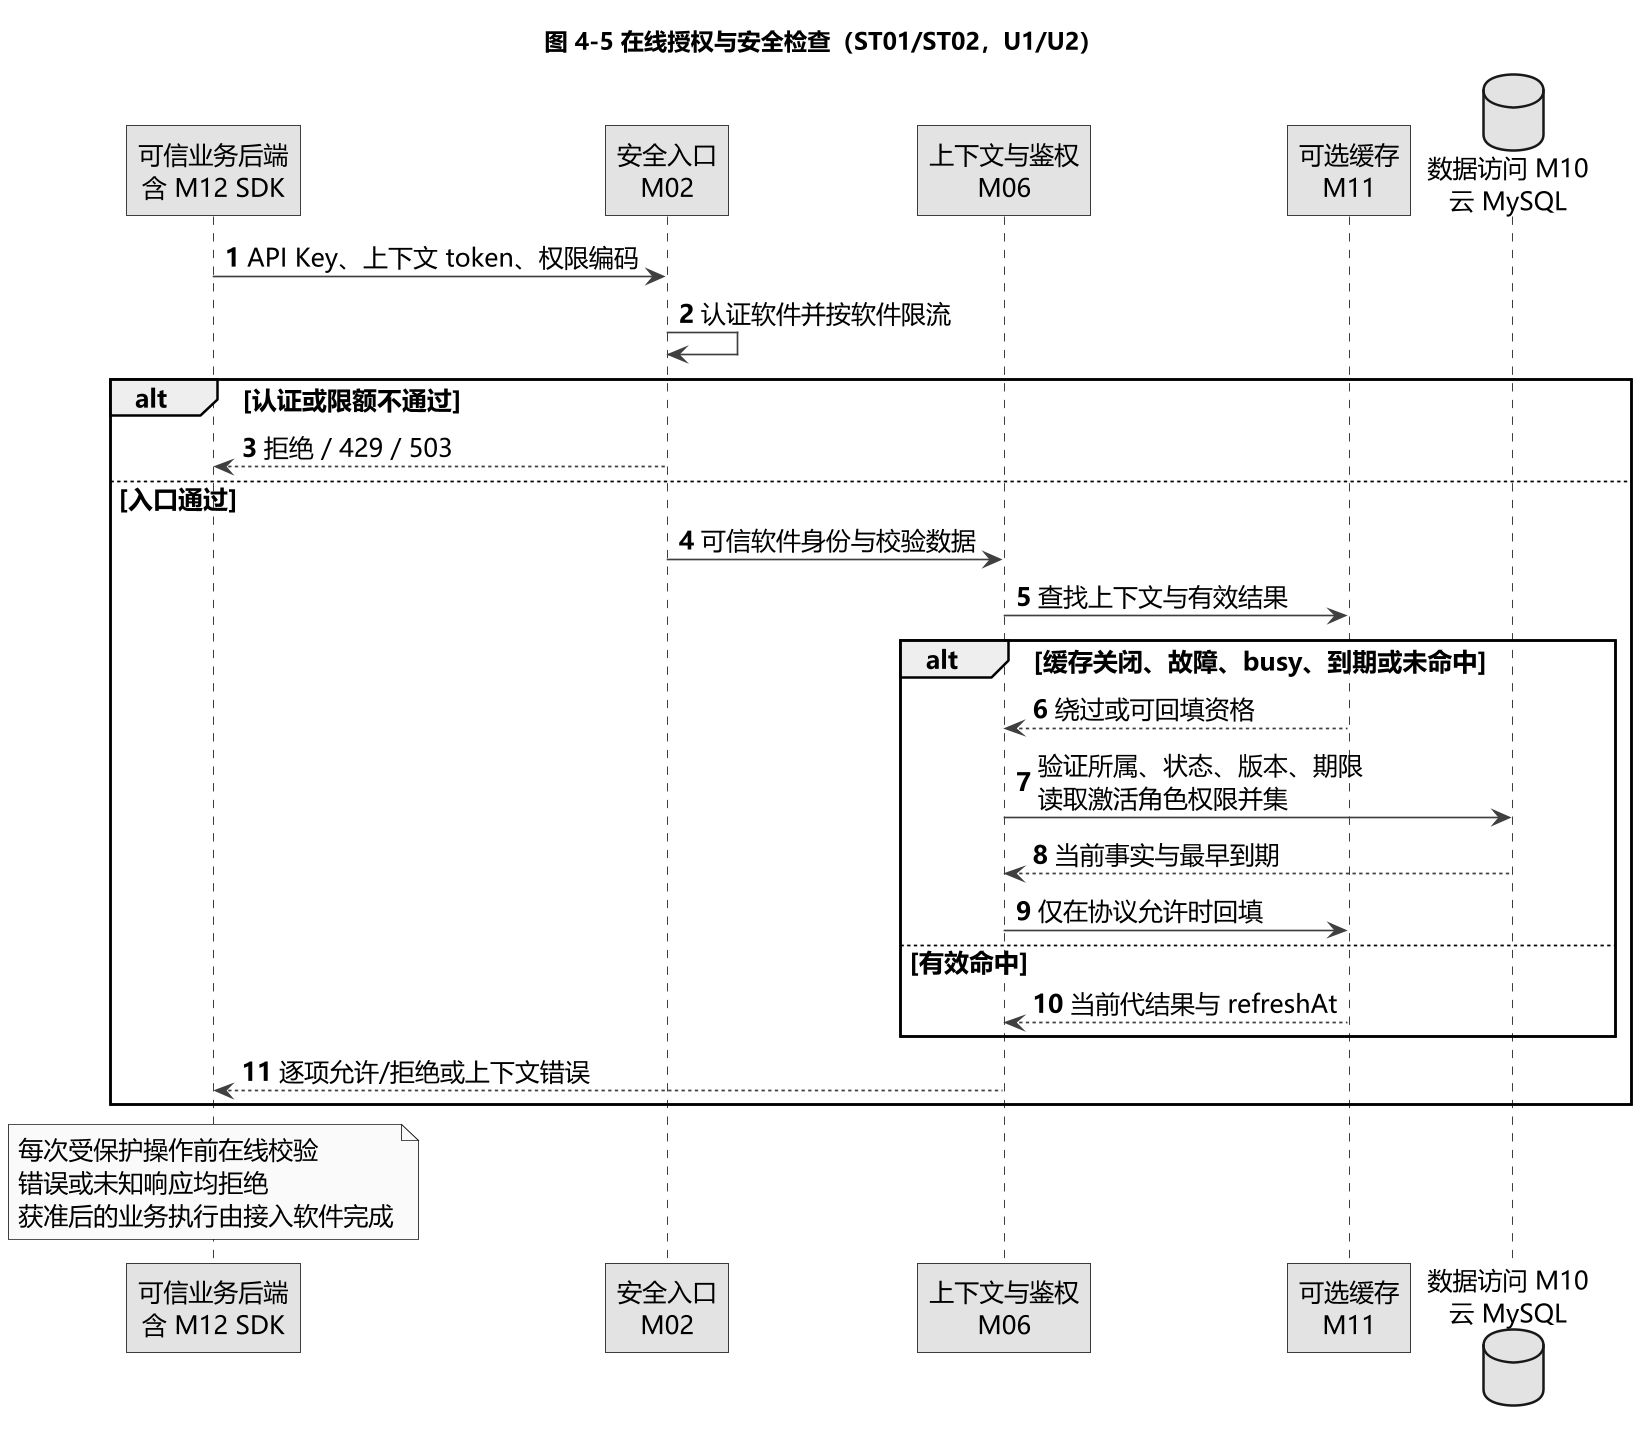 图 4-5 在线授权与安全检查（ST01/ST02，U1/U2）
可信业务后端
含 M12 SDK
安全入口
M02
上下文与鉴权
M06
可选缓存
M11
数据访问 M10
云 MySQL
1 API Key、上下文 token、权限编码
2 认证软件并按软件限流
alt [认证或限额不通过]
3 拒绝 / 429 / 503
[入口通过]
4 可信软件身份与校验数据
5 查找上下文与有效结果
alt [缓存关闭、故障、busy、到期或未命中]
6 绕过或可回填资格
7 验证所属、状态、版本、期限
读取激活角色权限并集
8 当前事实与最早到期
9 仅在协议允许时回填
[有效命中]
10 当前代结果与 refreshAt
11 逐项允许/拒绝或上下文错误
每次受保护操作前在线校验
错误或未知响应均拒绝
获准后的业务执行由接入软件完成
可信业务后端
含 M12 SDK
安全入口
M02
上下文与鉴权
M06
可选缓存
M11
数据访问 M10
云 MySQL